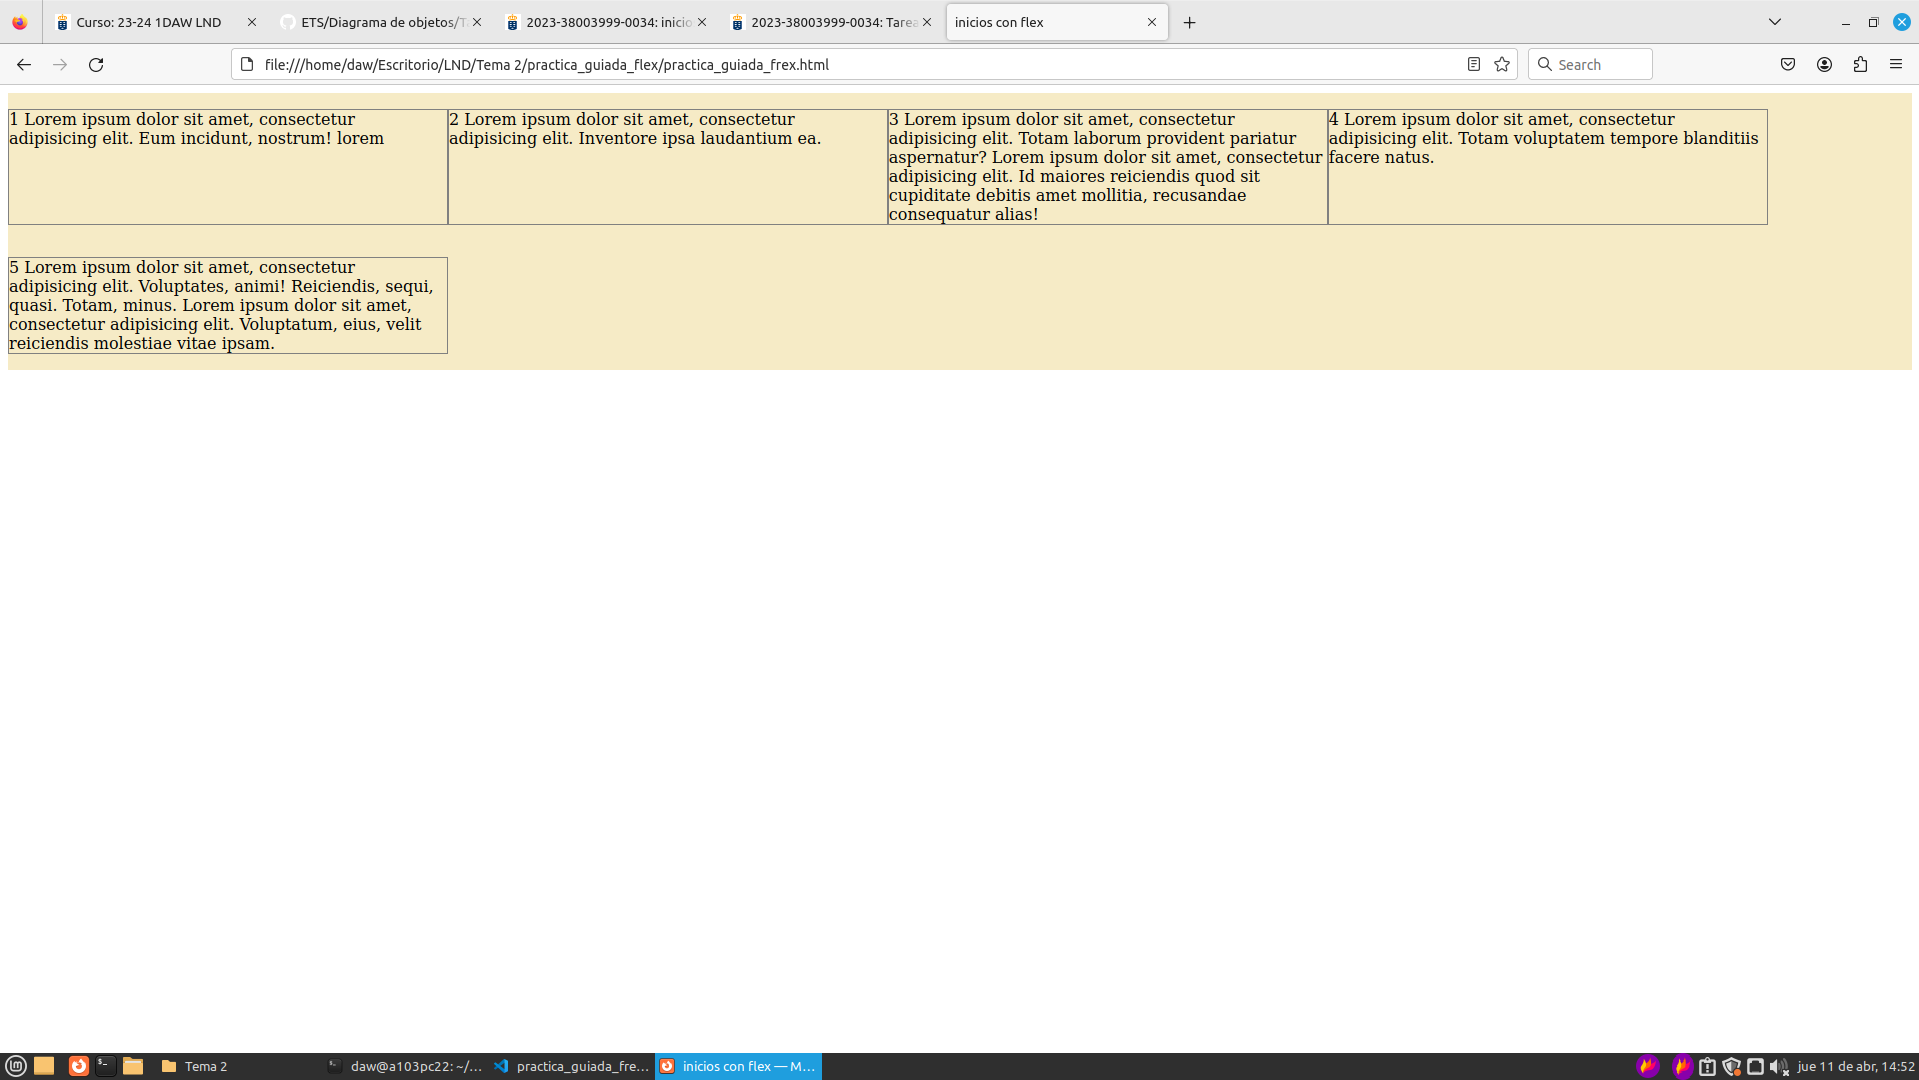 Curso: 23-24 1DAW LND
ETS/Diagrama de objetos/T
2023-38003999-0034: inicio
2023-38003999-0034: Tarea
inicios con flex
file:///home/daw/Escritorio/LND/Tema 2/practica_guiada_flex/practica_guiada_frex.html
Search
1 Lorem ipsum dolor sit amet, consectetur
adipisicing elit. Eum incidunt, nostrum! lorem
2 Lorem ipsum dolor sit amet, consectetur
adipisicing elit. Inventore ipsa laudantium ea.
3 Lorem ipsum dolor sit amet, consectetur
adipisicing elit. Totam laborum provident pariatur
aspernatur? Lorem ipsum dolor sit amet, consectetur
adipisicing elit. Id maiores reiciendis quod sit
cupiditate debitis amet mollitia, recusandae
consequatur alias!
4 Lorem ipsum dolor sit amet, consectetur
adipisicing elit. Totam voluptatem tempore blanditiis
facere natus.
5 Lorem ipsum dolor sit amet, consectetur
adipisicing elit. Voluptates, animi! Reiciendis, sequi,
quasi. Totam, minus. Lorem ipsum dolor sit amet,
consectetur adipisicing elit. Voluptatum, eius, velit
reiciendis molestiae vitae ipsam.
Tema 2
daw@a103pc22: ~/...
practica_guiada_fre...
inicios con flex — M...
jue 11 de abr, 14:52